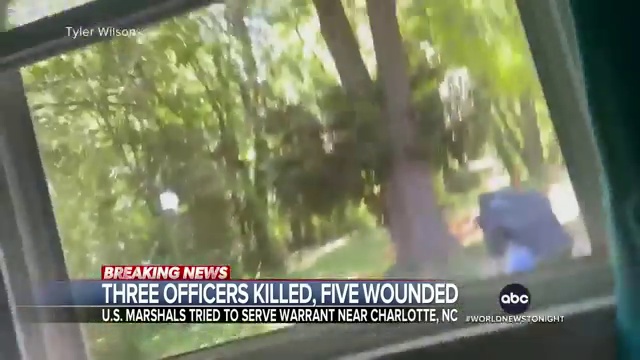 Tyler Wilson
BREAKING NEWS
THREE OFFICERS KILLED, FIVE WOUNDED
abc
U.S. MARSHALS TRIED TO SERVE WARRANT NEAR CHARLOTTE, NC
#WORLDNEWSTONIGHT